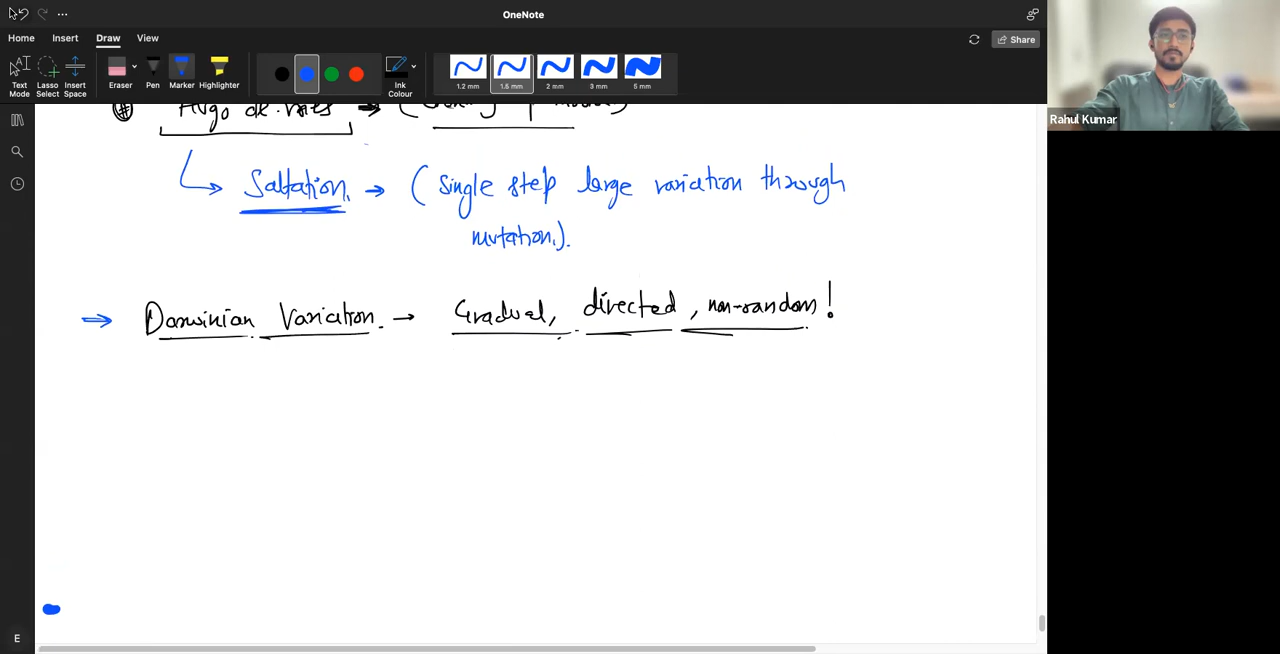 OneNote
Home Insert Draw View
Share
Text Mode
Lasso Select
Insert Space
Eraser
Pen
Marker
Highlighter
Ink Colour
1.2 mm
1.5 mm
2 mm
3 mm
5 mm
Rahul Kumar
Hugo de-vries → (
↳ Saltation. → (single step large variation through
mutation.).
⇒ Darwinian Variation. → Gradual, directed, non-random!
E